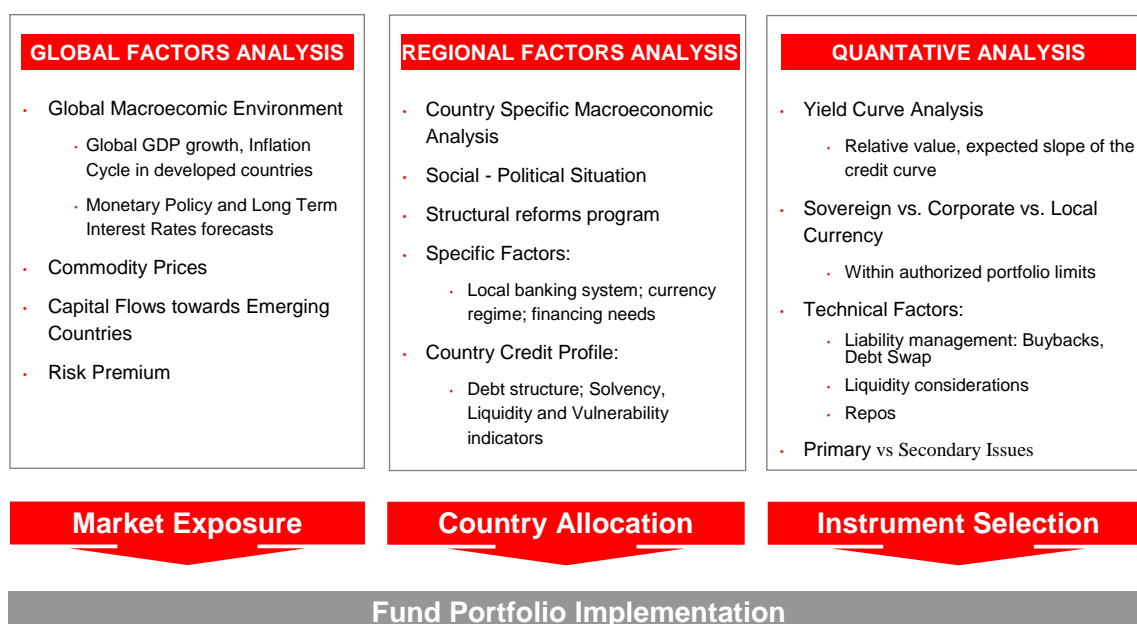 GLOBAL FACTORS ANALYSIS
• Global Macroecomic Environment
• Global GDP growth, Inflation
Cycle in developed countries
• Monetary Policy and Long Term
Interest Rates forecasts
• Commodity Prices
• Capital Flows towards Emerging
Countries
• Risk Premium
Market Exposure
REGIONAL FACTORS ANALYSIS
• Country Specific Macroeconomic
Analysis
• Social - Political Situation
• Structural reforms program
• Specific Factors:
• Local banking system; currency
regime; financing needs
• Country Credit Profile:
• Debt structure; Solvency,
Liquidity and Vulnerability
indicators
Country Allocation
QUANTATIVE ANALYSIS
• Yield Curve Analysis
• Relative value, expected slope of the
credit curve
• Sovereign vs. Corporate vs. Local
Currency
• Within authorized portfolio limits
• Technical Factors:
• Liability management: Buybacks,
Debt Swap
• Liquidity considerations
• Repos
• Primary vs Secondary Issues
Instrument Selection
Fund Portfolio Implementation